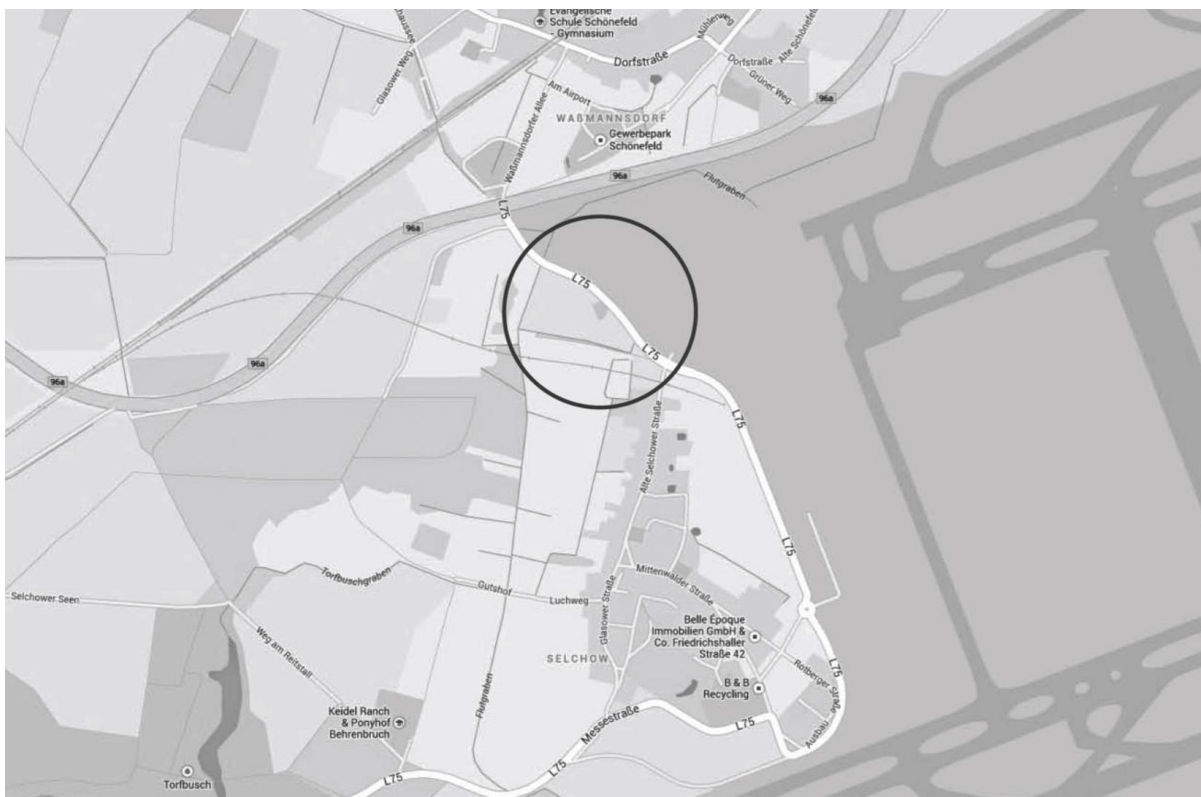 Evangelische
Schule Schönefeld
- Gymnasium
Mühlenweg
Alte Schönefeld
Glasower Weg
Dorfstraße
Dorfstraße
Grüner Weg
Am Airport
96a
WAßMANNSDORF
Gewerbepark
Schönefeld
Waßmannsdorfer Allee
96a
Flutgraben
L75
96a
L75
L75
96a
96a
L75
Alte Selchower Straße
L75
Torfbuschgraben
Mittenwalder Straße
Gutshof
Luchweg
Selchower Seen
Glasower Straße
Belle Epoque
Immobilien GmbH &
Co. Friedrichshaller
Straße 42
Weg am Reitstall
SELCHOW
Rotberger Straße
L75
B & B
Recycling
Flutgraben
Keidel Ranch
& Ponyhof
Behrenbruch
Messestraße
L75
Ausbau
L75
Torfbusch
L75